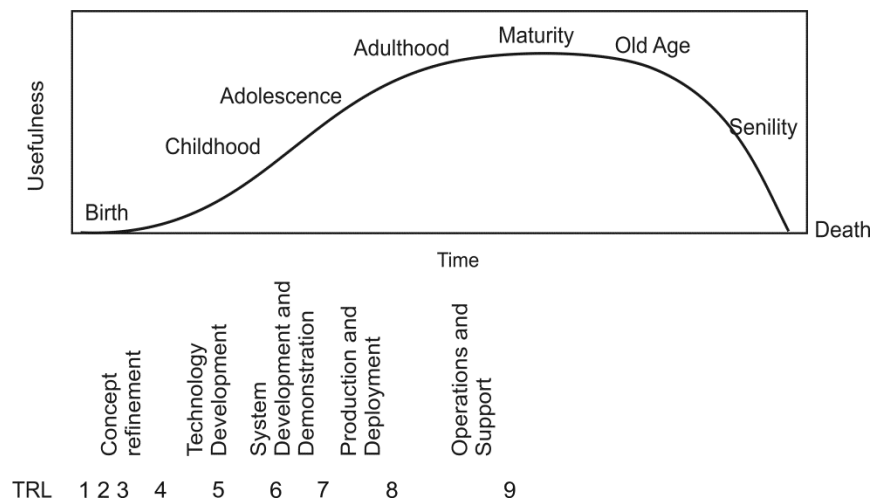 Maturity
Adulthood
Old Age
Adolescence
Usefulness
Senility
Childhood
Birth
Death
Time
Concept
refinement
Technology
Development
System
Development and
Demonstration
Production and
Deployment
Operations and
Support
TRL 1 2 3 4 5 6 7 8 9